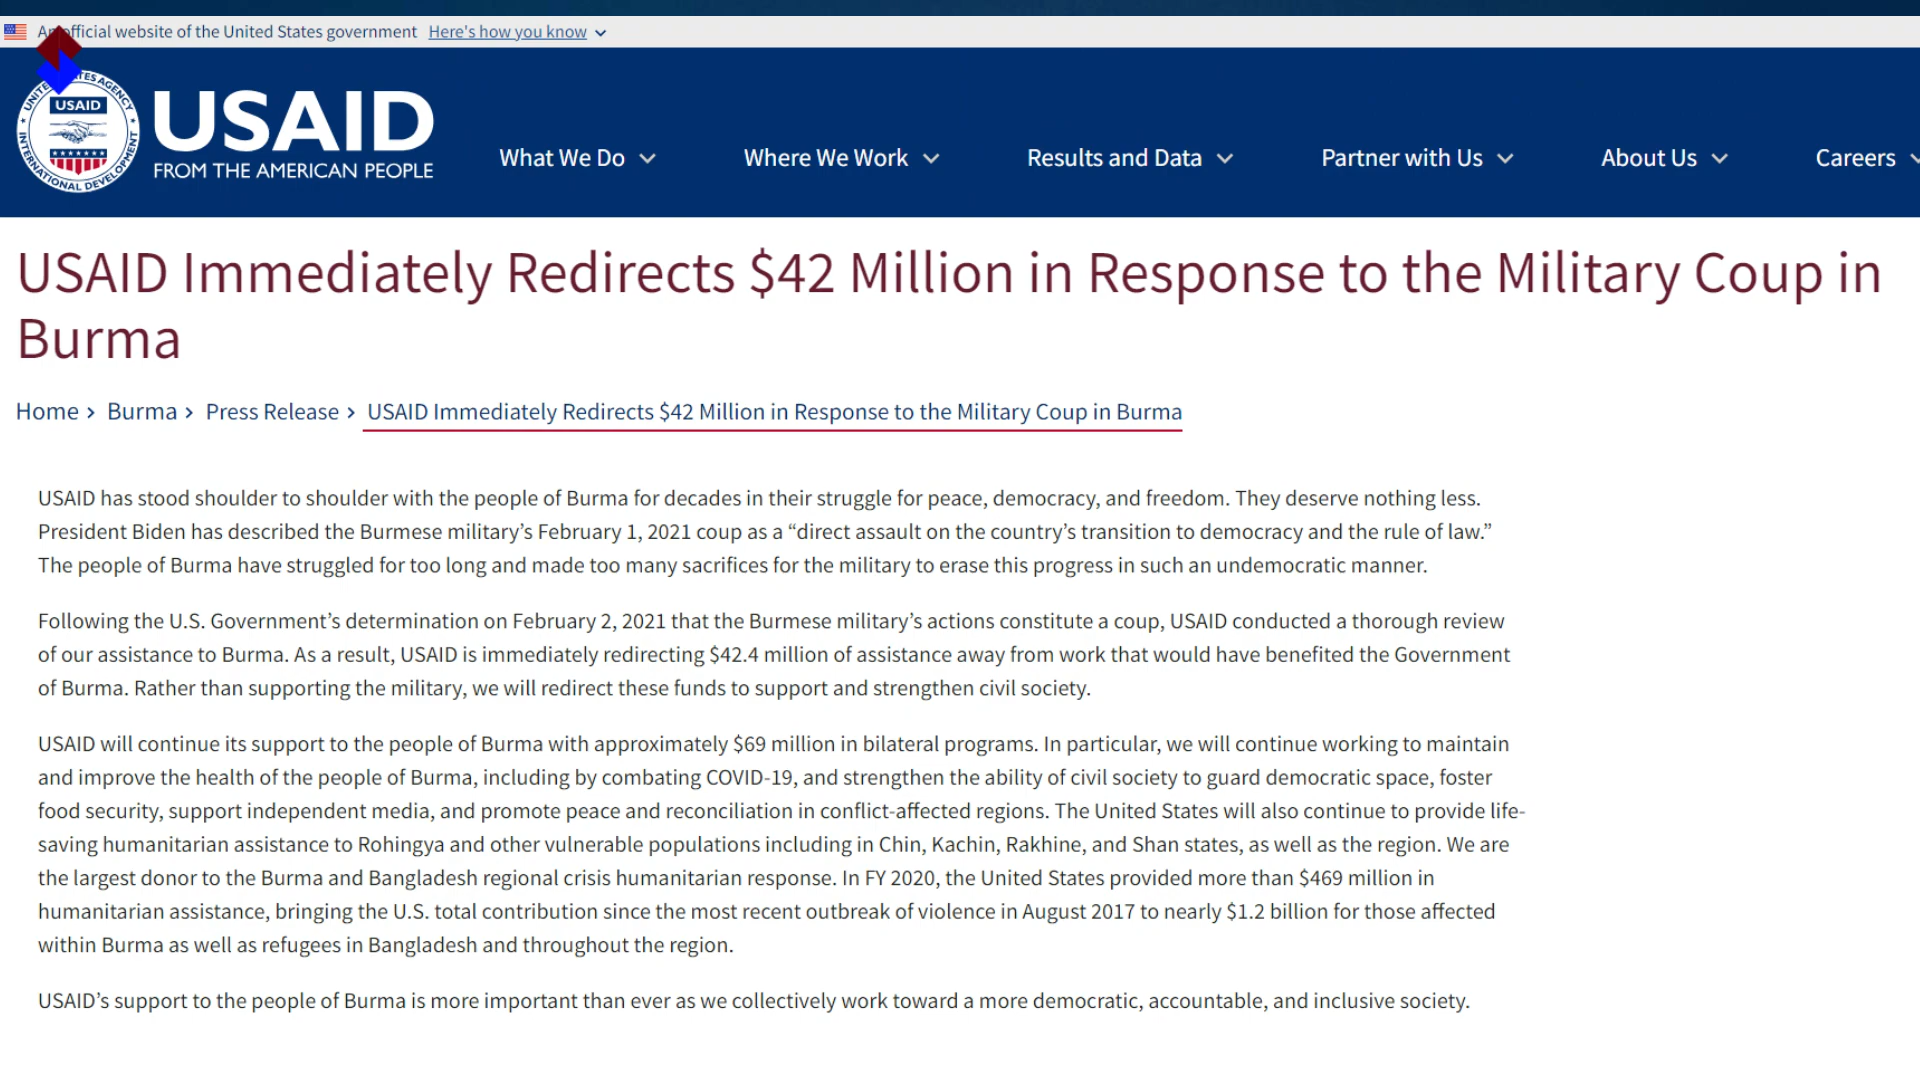 An official website of the United States government Here's how you know
UNITED STATES AGENCY
USAID
INTERNATIONAL DEVELOPMENT
USAID
FROM THE AMERICAN PEOPLE
What We Do
Where We Work
Results and Data
Partner with Us
About Us
Careers
USAID Immediately Redirects $42 Million in Response to the Military Coup in
Burma
Home › Burma › Press Release › USAID Immediately Redirects $42 Million in Response to the Military Coup in Burma
USAID has stood shoulder to shoulder with the people of Burma for decades in their struggle for peace, democracy, and freedom. They deserve nothing less.
President Biden has described the Burmese military’s February 1, 2021 coup as a “direct assault on the country’s transition to democracy and the rule of law.”
The people of Burma have struggled for too long and made too many sacrifices for the military to erase this progress in such an undemocratic manner.
Following the U.S. Government’s determination on February 2, 2021 that the Burmese military’s actions constitute a coup, USAID conducted a thorough review
of our assistance to Burma. As a result, USAID is immediately redirecting $42.4 million of assistance away from work that would have benefited the Government
of Burma. Rather than supporting the military, we will redirect these funds to support and strengthen civil society.
USAID will continue its support to the people of Burma with approximately $69 million in bilateral programs. In particular, we will continue working to maintain
and improve the health of the people of Burma, including by combating COVID-19, and strengthen the ability of civil society to guard democratic space, foster
food security, support independent media, and promote peace and reconciliation in conflict-affected regions. The United States will also continue to provide life-
saving humanitarian assistance to Rohingya and other vulnerable populations including in Chin, Kachin, Rakhine, and Shan states, as well as the region. We are
the largest donor to the Burma and Bangladesh regional crisis humanitarian response. In FY 2020, the United States provided more than $469 million in
humanitarian assistance, bringing the U.S. total contribution since the most recent outbreak of violence in August 2017 to nearly $1.2 billion for those affected
within Burma as well as refugees in Bangladesh and throughout the region.
USAID’s support to the people of Burma is more important than ever as we collectively work toward a more democratic, accountable, and inclusive society.